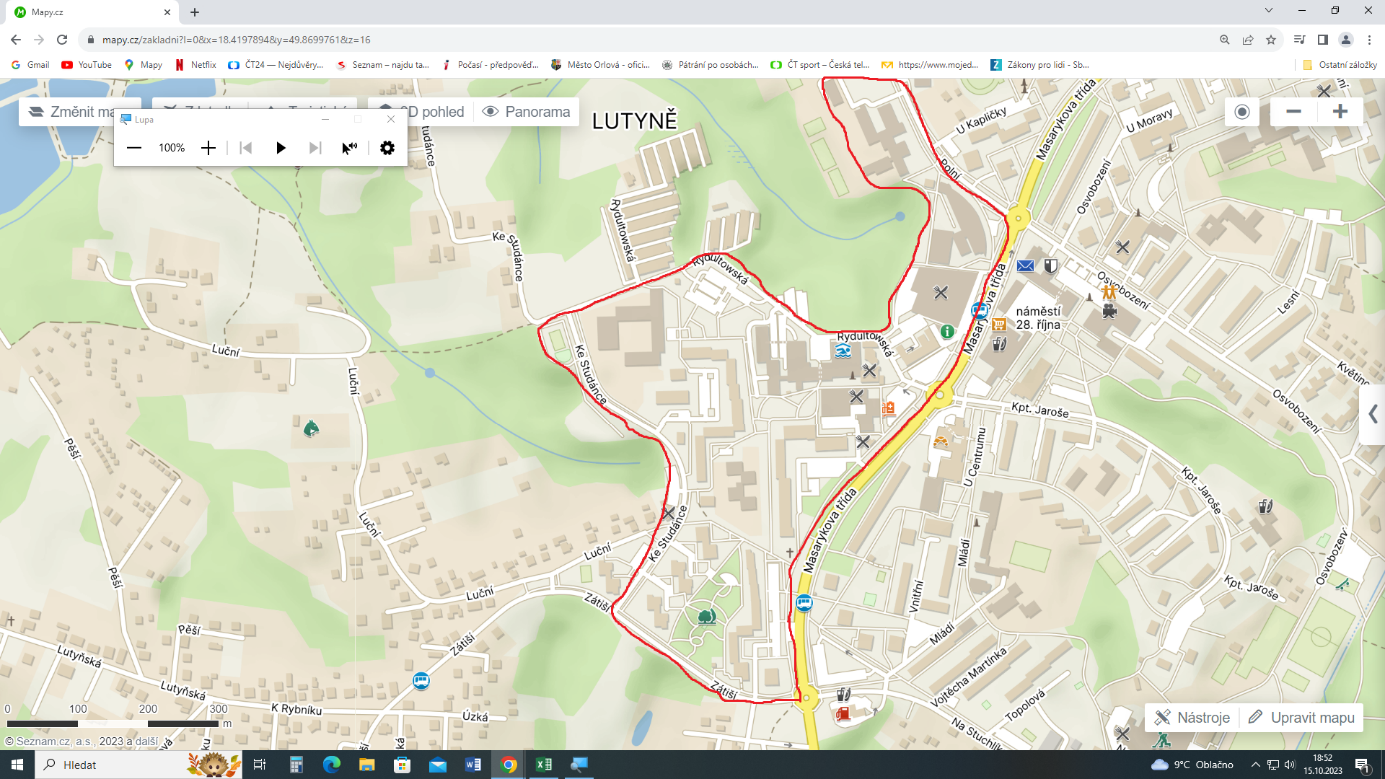 Mapy.cz
mapy.cz/zakladni?l=0&x=18.4197894&y=49.8699761&z=16
Gmail YouTube Mapy Netflix ČT24 — Nejdůvěry... Seznam – najdu ta... Počasí - předpověď... Město Orlová - ofici... Pátrání po osobách... ČT sport – Česká tel... https://www.mojed... Zákony pro lidi - Sb... Ostatní záložky
Změnit
3D pohled
Panorama
Lupa
100%
LUTYNĚ
U Kapličky
Masarykova třída
U Moravy
Polní
Osvobození
Studánce
Rydultowská
Ke Studánce
Rydultowská
Osvobození
Lesní
náměstí
28. října
Masarykova třída
Rydultowská
Luční
Ke Studánce
Luční
Květino
Osvobození
Kpt. Jaroše
U Centrumu
Pěší
Kpt. Jaroše
Luční
Ke Studánce
Masarykova třída
Mládí
Osvobození
Luční
Pěší
Luční
Zátiší
Vnitřní
Kpt. Jaroše
Pěší
Zátiší
Mládí
Lutyňská
Vojtěcha Martínka
Lutyňská
Zátiší
Topolová
K Rybníku
Úzká
Na Stuchlík
0 100 200 300
m
© Seznam.cz, a.s., 2023 a další
Nástroje
Upravit mapu
Hledat
9°C Oblačno
18:52
15.10.2023
1